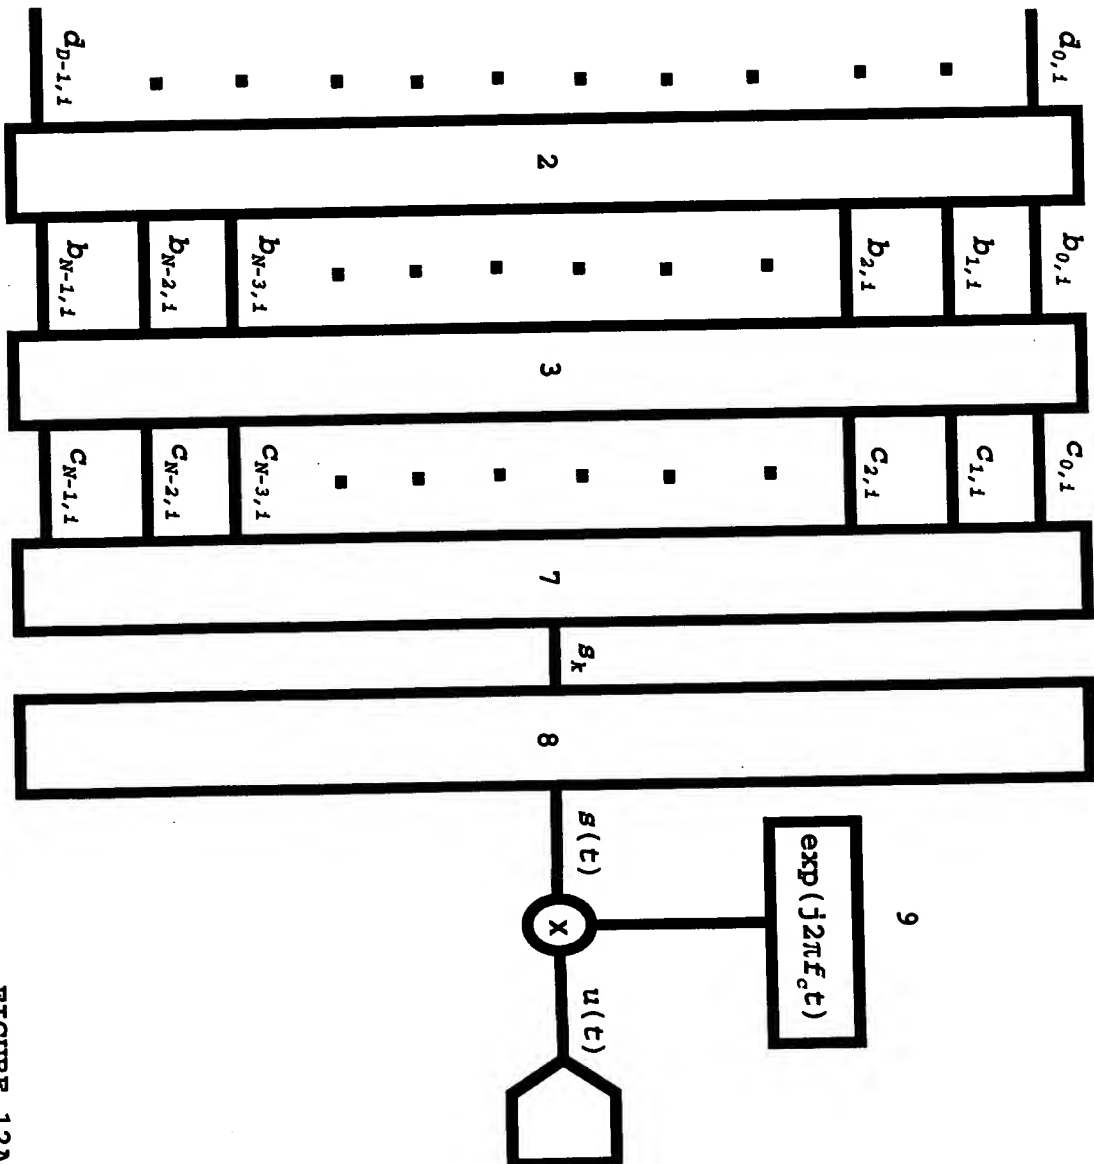 d0,1
dD-1,1
2
b0,1
b1,1
b2,1
bN-3,1
bN-2,1
bN-1,1
3
c0,1
c1,1
c2,1
cN-3,1
cN-2,1
cN-1,1
7
sk
8
s(t)
exp(j2πfct)
9
x
u(t)
FIGURE 12A